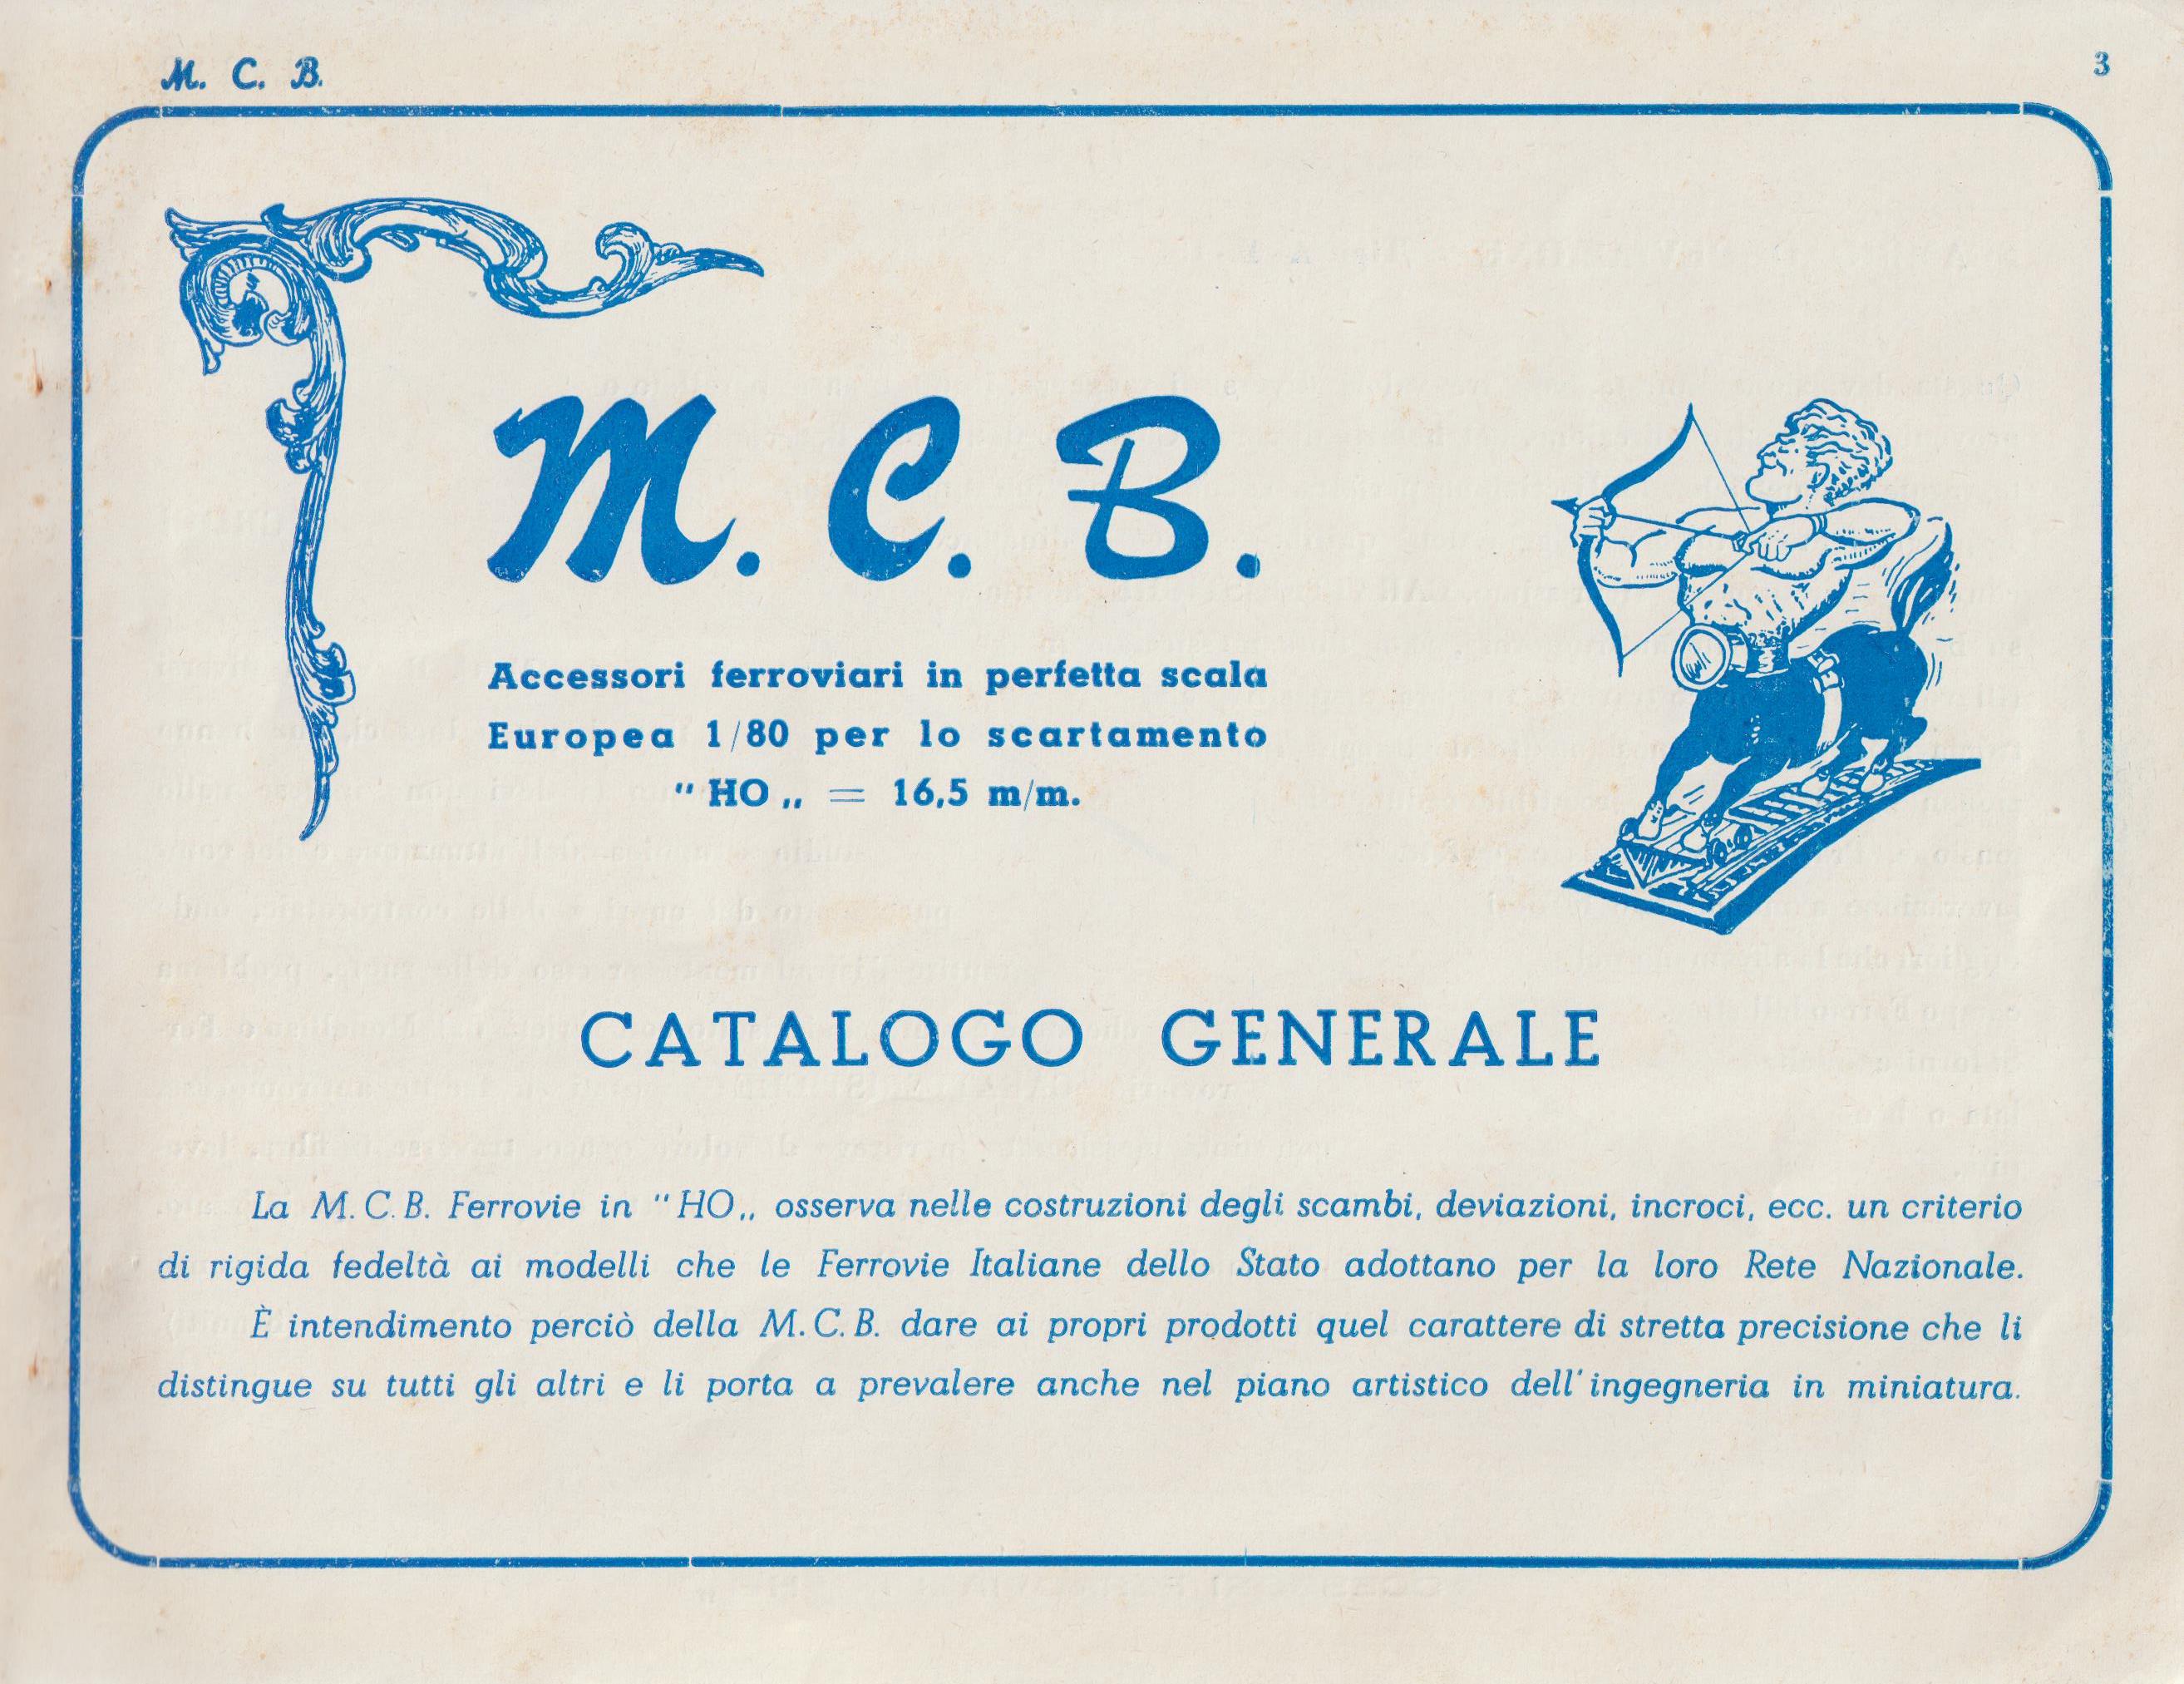 M. C. B.
3
M. C. B.
Accessori ferroviari in perfetta scala
Europea 1/80 per lo scartamento
“ HO „ = 16,5 m/m.
CATALOGO GENERALE
La M. C. B. Ferrovie in “ HO „ osserva nelle costruzioni degli scambi, deviazioni, incroci, ecc. un criterio
di rigida fedeltà ai modelli che le Ferrovie Italiane dello Stato adottano per la loro Rete Nazionale.
È intendimento perciò della M. C. B. dare ai propri prodotti quel carattere di stretta precisione che li
distingue su tutti gli altri e li porta a prevalere anche nel piano artistico dell'ingegneria in miniatura.